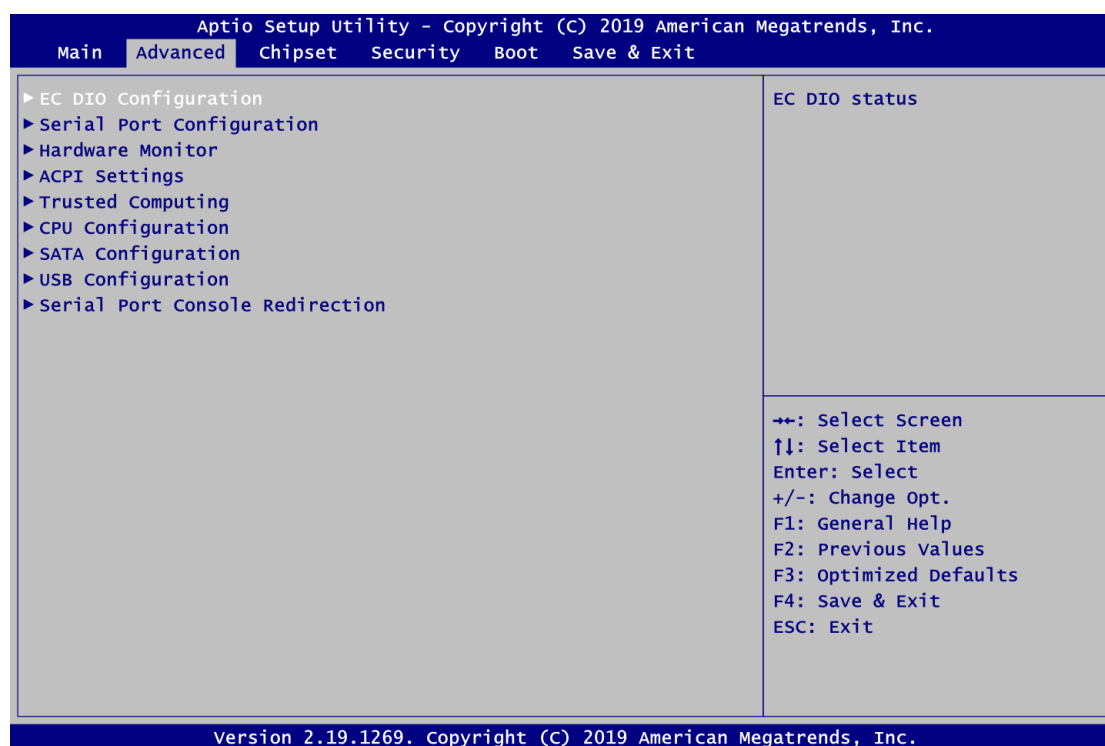 Aptio Setup Utility – Copyright (C) 2019 American Megatrends, Inc.
Main Advanced Chipset Security Boot Save & Exit
►EC DIO Configuration
►Serial Port Configuration
►Hardware Monitor
►ACPI Settings
►Trusted Computing
►CPU Configuration
►SATA Configuration
►USB Configuration
►Serial Port Console Redirection
EC DIO status
→←: Select Screen
↑↓: Select Item
Enter: Select
+/-: Change Opt.
F1: General Help
F2: Previous Values
F3: Optimized Defaults
F4: Save & Exit
ESC: Exit
Version 2.19.1269. Copyright (C) 2019 American Megatrends, Inc.